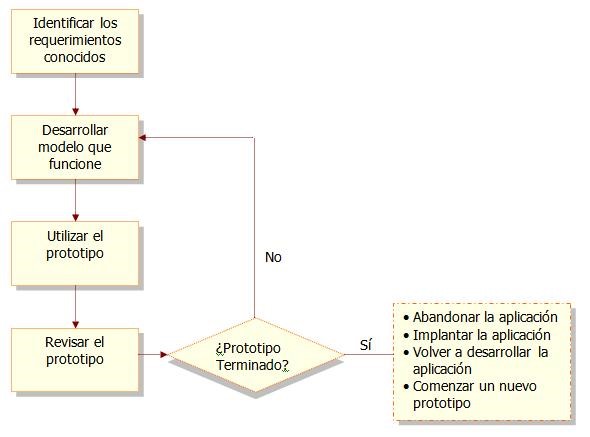 Identificar los
requerimientos
conocidos
Desarrollar
modelo que
funcione
Utilizar el
prototipo
No
Revisar el
prototipo
¿Prototipo
Terminado?
Sí
• Abandonar la aplicación
• Implantar la aplicación
• Volver a desarrollar la
aplicación
• Comenzar un nuevo
prototipo